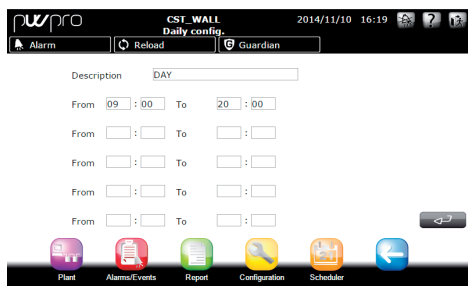 pwpro CST_WALL 2014/11/10 16:19 ?
Daily config.
Alarm Reload G Guardian
Description DAY
From 09 : 00 To 20 : 00
From : To :
From : To :
From : To :
From : To :
Plant Alarms/Events Report Configuration Scheduler